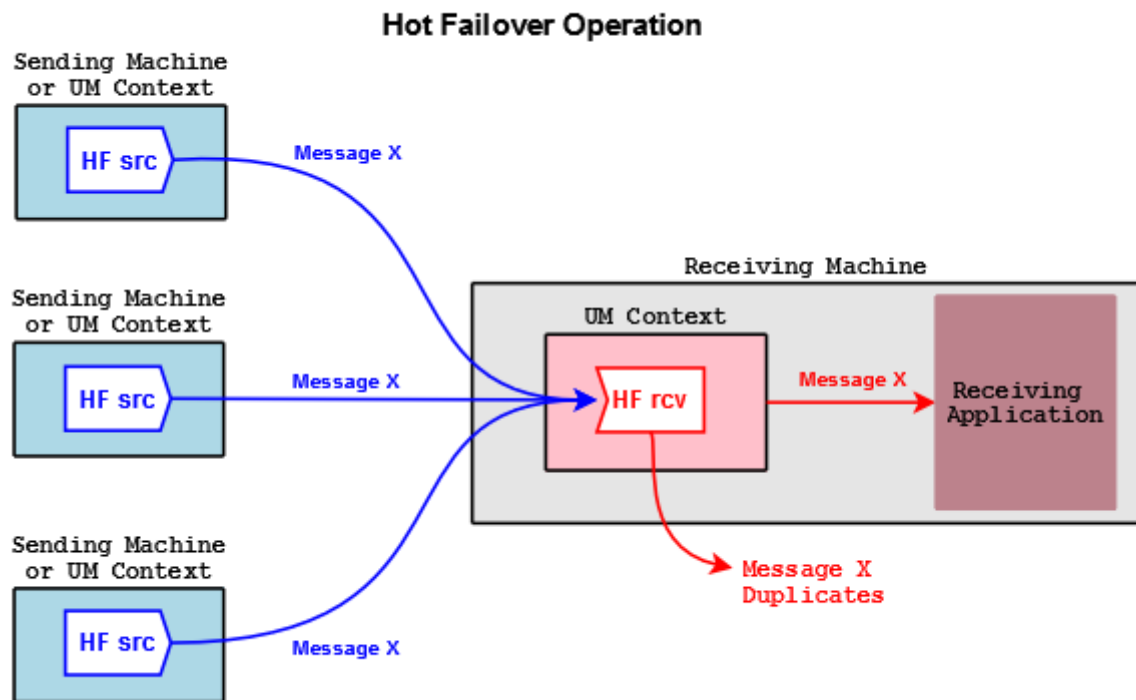 Hot Failover Operation
Sending Machine
or UM Context
HF src
Message X
Receiving Machine
Sending Machine
or UM Context
HF src
Message X
UM Context
HF rcv
Message X
Receiving
Application
Sending Machine
or UM Context
HF src
Message X
Message X
Duplicates